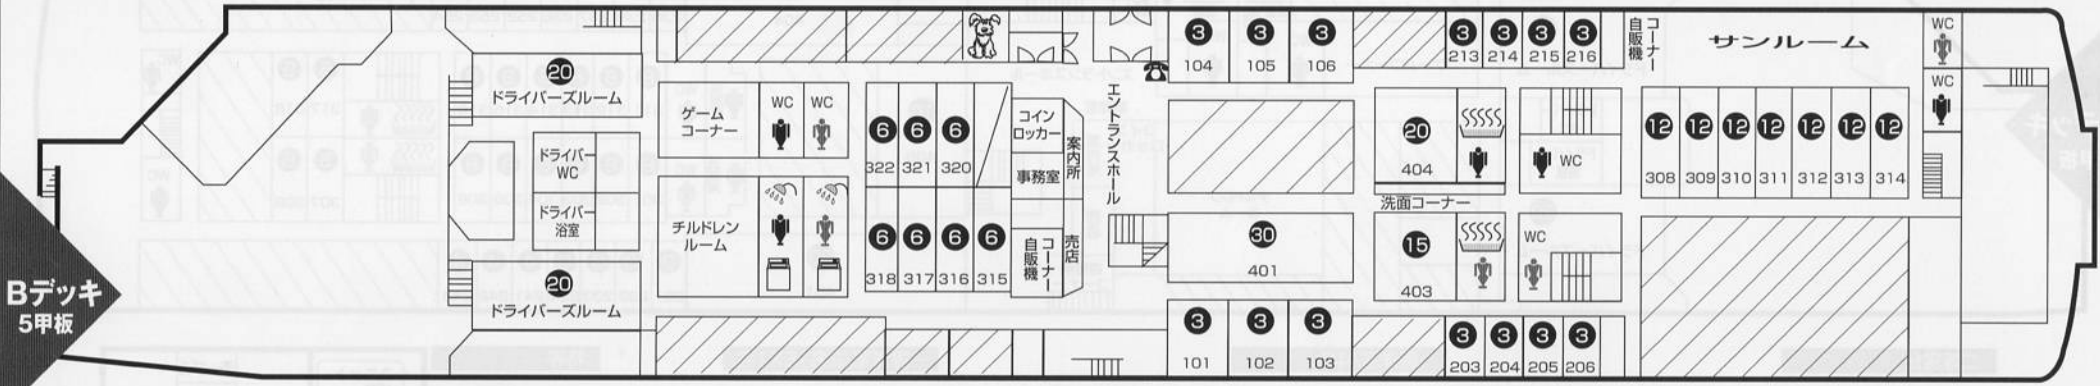 Bデッキ
5甲板
⑳
ドライバーズルーム
ドライバー
WC
ドライバー
浴室
⑳
ドライバーズルーム
ゲーム
コーナー
WC
WC
チルドレン
ルーム
⑥
322
⑥
321
⑥
320
⑥
318
⑥
317
⑥
316
⑥
315
コイン
ロッカー
案内所
事務室
自販機
コーナー
売店
エントランスホール
③
104
③
105
③
106
㉚
401
③
101
③
102
③
103
⑳
404
洗面コーナー
⑮
403
③
213
③
214
③
215
③
216
WC
WC
③
203
③
204
③
205
③
206
自販機
コーナー
サンルーム
⑫
308
⑫
309
⑫
310
⑫
311
⑫
312
⑫
313
⑫
314
WC
WC